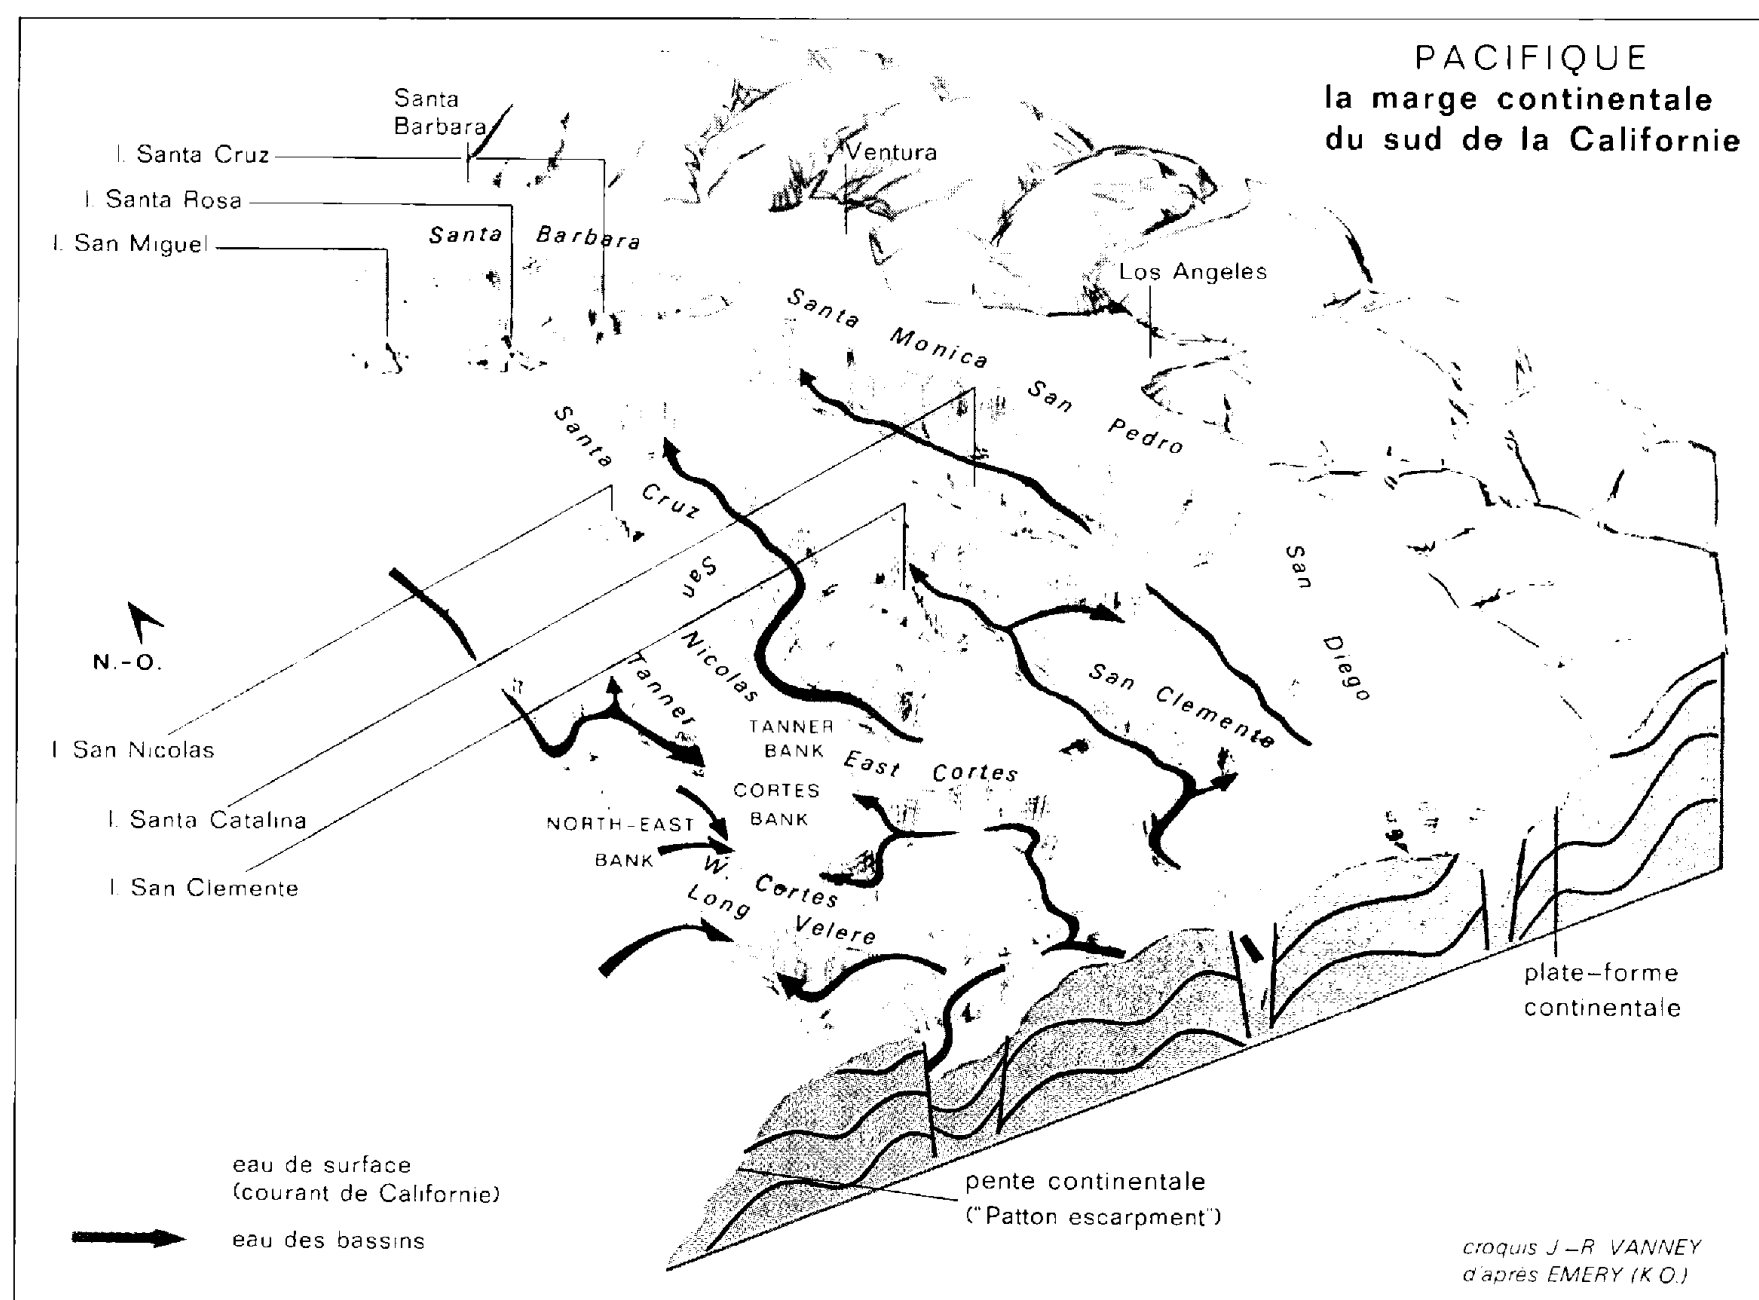 PACIFIQUE
la marge continentale
du sud de la Californie
Santa
Barbara
I. Santa Cruz
Ventura
I. Santa Rosa
Santa Barbara
I. San Miguel
Los Angeles
Santa Monica
San Pedro
Santa Cruz
San Nicolas
San Diego
N.-O.
Tanner
San Clemente
TANNER
BANK
I San Nicolas
East Cortes
CORTES
BANK
I. Santa Catalina
NORTH-EAST
BANK
W. Cortes
I. San Clemente
Long
Velere
plate-forme
continentale
eau de surface
(courant de Californie)
pente continentale
("Patton escarpment")
eau des bassins
croquis J-R VANNEY
d'après EMERY (K O.)